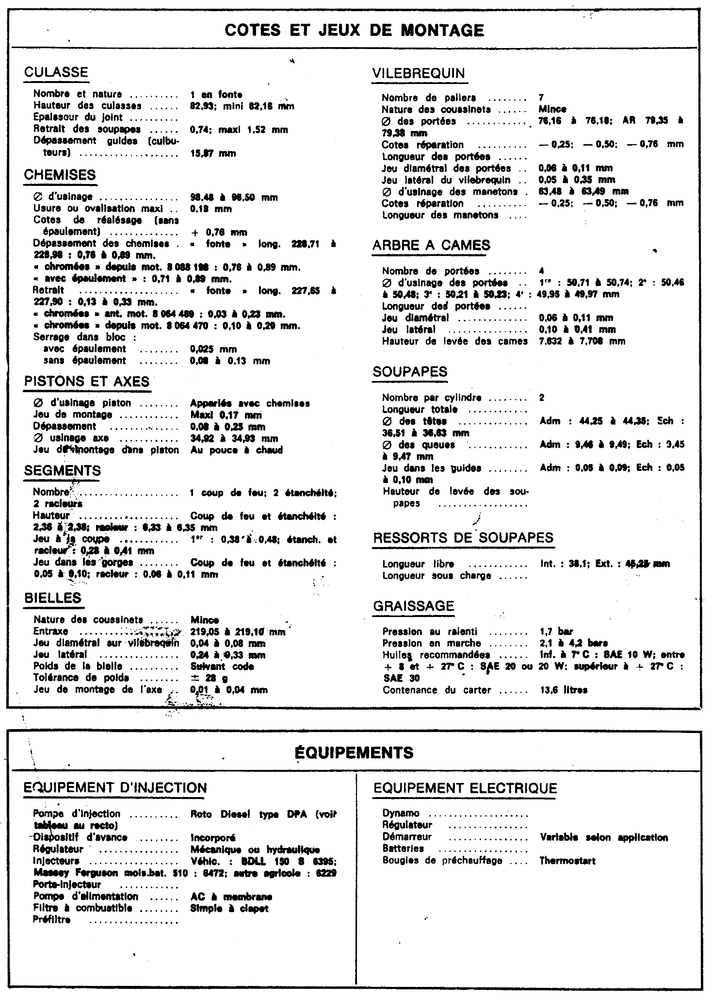 COTES ET JEUX DE MONTAGE
CULASSE
Nombre et nature .......... 1 en fonte
Hauteur des culasses ...... 82,93; mini 82,16 mm
Epaisseur du joint ..........
Retrait des soupapes ...... 0,74; maxi 1,52 mm
Dépassement guides (culbu-
teurs) .................... 15,87 mm
CHEMISES
Ø d'usinage ................ 98,48 à 98,50 mm
Usure ou ovalisation maxi .. 0,18 mm
Cotes de réalésage (sans
épaulement) .............. + 0,76 mm
Dépassement des chemises . « fonte » long. 228,71 à
228,98 : 0,76 à 0,89 mm.
« chromées » depuis mot. 8 088 198 : 0,76 à 0,89 mm.
« avec épaulement » : 0,71 à 0,89 mm.
Retrait .................... « fonte » long. 227,65 à
227,90 : 0,13 à 0,33 mm.
« chromées » ant. mot. 8 064 469 : 0,03 à 0,23 mm.
« chromées » depuis mot. 8 064 470 : 0,10 à 0,20 mm.
Serrage dans bloc :
avec épaulement ........ 0,025 mm
sans épaulement ........ 0,08 à 0,13 mm
PISTONS ET AXES
Ø d'usinage piston ........ Appariés avec chemises
Jeu de montage ............ Maxi 0,17 mm
Dépassement .............. 0,08 à 0,25 mm
Ø usinage axe ............ 34,92 à 34,93 mm
Jeu de montage dans piston Au pouce à chaud
SEGMENTS
Nombre .................... 1 coup de feu; 2 étanchéité;
2 racleurs
Hauteur .................... Coup de feu et étanchéité :
2,36 à 2,38; racleur : 6,33 à 6,35 mm
Jeu à la coupe ............ 1er : 0,38 à 0,48; étanch. et
racleur : 0,28 à 0,41 mm
Jeu dans les gorges ........ Coup de feu et étanchéité :
0,05 à 0,10; racleur : 0,06 à 0,11 mm
BIELLES
Nature des coussinets ...... Mince
Entraxe .................... 219,05 à 219,10 mm
Jeu diamétral sur vilebrequin 0,04 à 0,08 mm
Jeu latéral ................ 0,24 à 0,33 mm
Poids de la bielle .......... Suivant code
Tolérance de poids ........ ± 28 g
Jeu de montage de l'axe .. 0,01 à 0,04 mm
VILEBREQUIN
Nombre de paliers ........ 7
Nature des coussinets ...... Mince
Ø des portées ............ 76,16 à 76,18; AR 79,35 à
79,38 mm
Cotes réparation .......... — 0,25; — 0,50; — 0,76 mm
Longueur des portées ......
Jeu diamétral des portées .. 0,06 à 0,11 mm
Jeu latéral du vilebrequin .. 0,05 à 0,35 mm
Ø d'usinage des manetons . 63,48 à 63,49 mm
Cotes réparation .......... — 0,25; — 0,50; — 0,76 mm
Longueur des manetons ....
ARBRE A CAMES
Nombre de portées ........ 4
Ø d'usinage des portées .. 1re : 50,71 à 50,74; 2e : 50,46
à 50,48; 3e : 50,21 à 50,23; 4e : 49,95 à 49,97 mm
Longueur des portées ......
Jeu diamétral .............. 0,06 à 0,11 mm
Jeu latéral ................ 0,10 à 0,41 mm
Hauteur de levée des cames 7,632 à 7,708 mm
SOUPAPES
Nombre par cylindre ........ 2
Longueur totale ............
Ø des têtes .............. Adm : 44,25 à 44,35; Ech :
36,51 à 36,63 mm
Ø des queues ............ Adm : 9,46 à 9,49; Ech : 9,45
à 9,47 mm
Jeu dans les guides ........ Adm : 0,05 à 0,09; Ech : 0,05
à 0,10 mm
Hauteur de levée des sou-
papes ..................
RESSORTS DE SOUPAPES
Longueur libre ............ Int. : 38,1; Ext. : 45,25 mm
Longueur sous charge ......
GRAISSAGE
Pression au ralenti ........ 1,7 bar
Pression en marche ........ 2,1 à 4,2 bars
Huiles recommandées ...... Inf. à 7° C : SAE 10 W; entre
+ 8 et + 27° C : SAE 20 ou 20 W; supérieur à + 27° C :
SAE 30
Contenance du carter ...... 13,6 litres
ÉQUIPEMENTS
EQUIPEMENT D'INJECTION
Pompe d'injection .......... Roto Diesel type DPA (voir
tableau au recto)
Dispositif d'avance ........ Incorporé
Régulateur ................ Mécanique ou hydraulique
Injecteurs .................. Véhic. : BDLL 150 S 6395;
Massey Ferguson mois.bat. 510 : 6472; autre agricole : 6229
Porte-injecteur ............
Pompe d'alimentation ...... AC à membrane
Filtre à combustible ........ Simple à clapet
Préfiltre ..................
EQUIPEMENT ELECTRIQUE
Dynamo ....................
Régulateur ................
Démarreur ................ Variable selon application
Batteries ..................
Bougies de préchauffage .... Thermostart